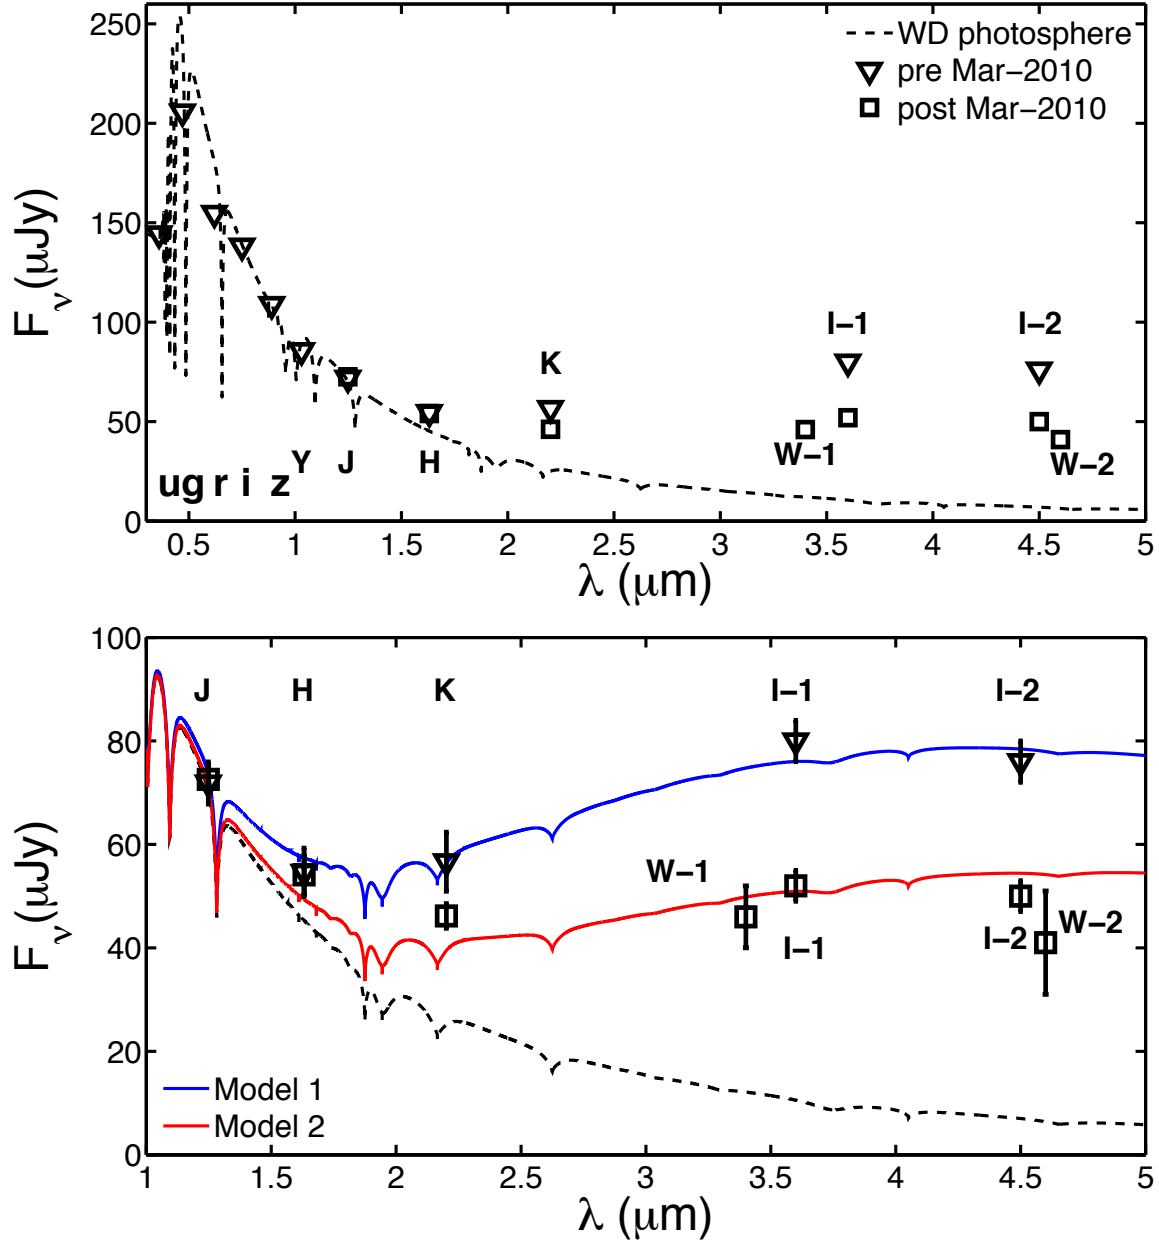 250
200
150
100
50
0
F_ν (μJy)
WD photosphere
pre Mar−2010
post Mar−2010
I−1
I−2
K
W−1
W−2
Y
J
H
u g r i z
0.5
1
1.5
2
2.5
3
3.5
4
4.5
5
λ (μm)
100
80
60
40
20
0
F_ν (μJy)
J
H
K
I−1
I−2
W−1
I−1
I−2
W−2
Model 1
Model 2
1
1.5
2
2.5
3
3.5
4
4.5
5
λ (μm)